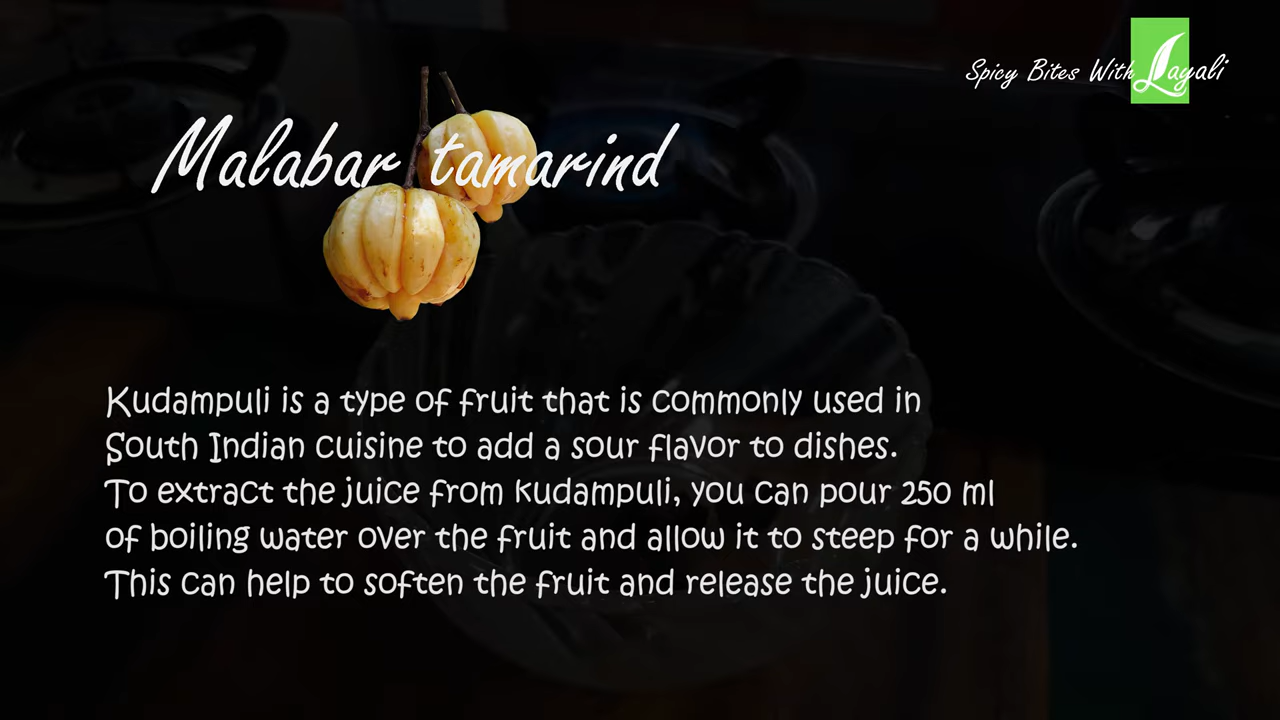 Spicy Bites With Layali
Malabar tamarind
Kudampuli is a type of fruit that is commonly used in
South Indian cuisine to add a sour flavor to dishes.
To extract the juice from kudampuli, you can pour 250 ml
of boiling water over the fruit and allow it to steep for a while.
This can help to soften the fruit and release the juice.